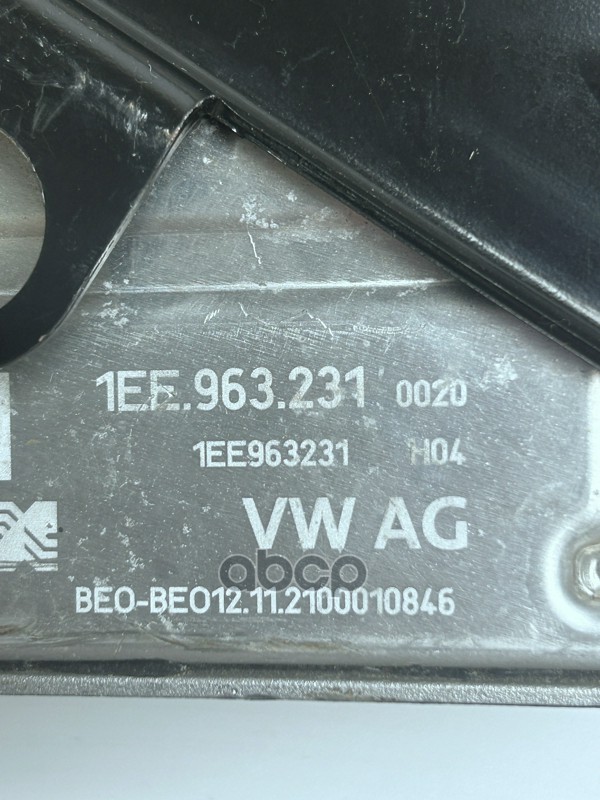 1EE.963.231 0020
1EE963231 H04
VW AG
abcp
BEO-BEO12.11.2100010846